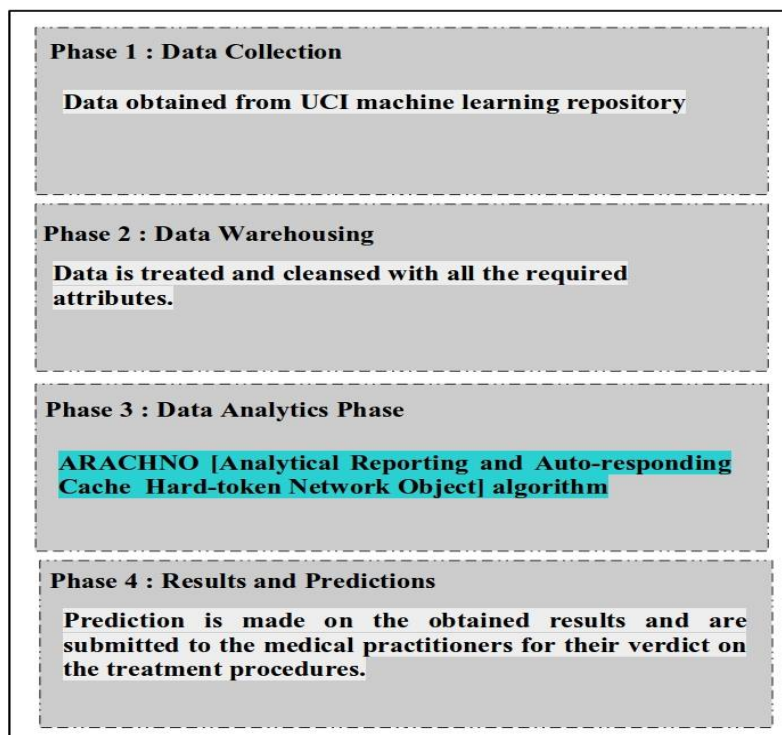 Phase 1 : Data Collection
Data obtained from UCI machine learning repository
Phase 2 : Data Warehousing
Data is treated and cleansed with all the required
attributes.
Phase 3 : Data Analytics Phase
ARACHNO [Analytical Reporting and Auto-responding
Cache Hard-token Network Object] algorithm
Phase 4 : Results and Predictions
Prediction is made on the obtained results and are
submitted to the medical practitioners for their verdict on
the treatment procedures.